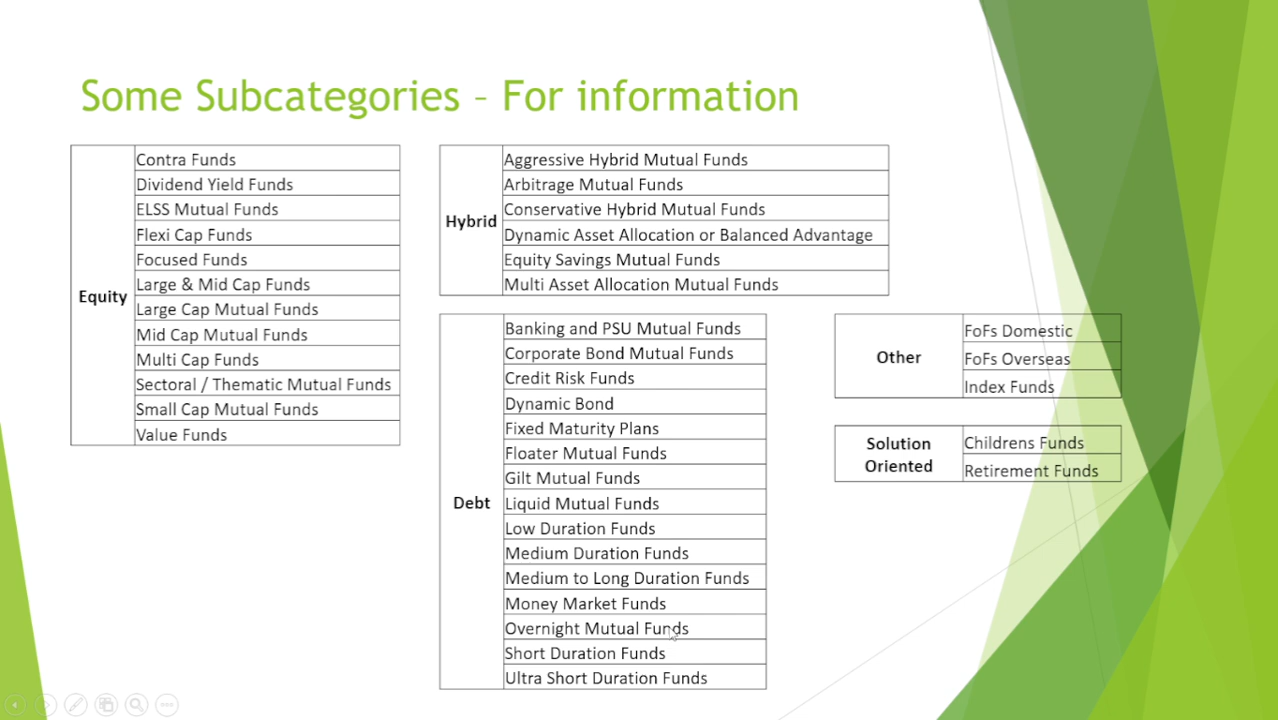 Some Subcategories – For information
Equity
Contra Funds
Dividend Yield Funds
ELSS Mutual Funds
Flexi Cap Funds
Focused Funds
Large & Mid Cap Funds
Large Cap Mutual Funds
Mid Cap Mutual Funds
Multi Cap Funds
Sectoral / Thematic Mutual Funds
Small Cap Mutual Funds
Value Funds
Hybrid
Aggressive Hybrid Mutual Funds
Arbitrage Mutual Funds
Conservative Hybrid Mutual Funds
Dynamic Asset Allocation or Balanced Advantage
Equity Savings Mutual Funds
Multi Asset Allocation Mutual Funds
Debt
Banking and PSU Mutual Funds
Corporate Bond Mutual Funds
Credit Risk Funds
Dynamic Bond
Fixed Maturity Plans
Floater Mutual Funds
Gilt Mutual Funds
Liquid Mutual Funds
Low Duration Funds
Medium Duration Funds
Medium to Long Duration Funds
Money Market Funds
Overnight Mutual Funds
Short Duration Funds
Ultra Short Duration Funds
Other
FoFs Domestic
FoFs Overseas
Index Funds
Solution
Oriented
Childrens Funds
Retirement Funds